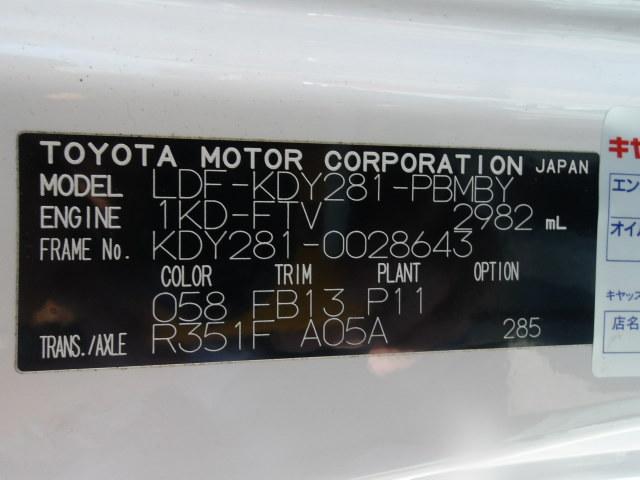 TOYOTA MOTOR CORPORATION JAPAN
MODEL LDF-KDY281-PBMBY
ENGINE 1KD-FTV 2982 mL
FRAME No. KDY281-0028643
COLOR TRIM PLANT OPTION
058 FB13 P11
TRANS./AXLE R351F A05A 285
キャ
エン
オイル
キャッス
店名